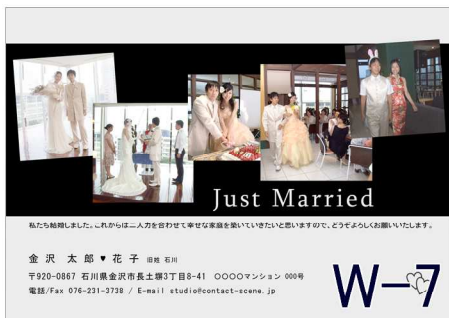 Just Married
私たち結婚しました。これからは二人力を合わせて幸せな家庭を築いていきたいと思いますので、どうぞよろしくお願いいたします。
金沢 太郎 ♥ 花子 旧姓 石川
〒920-0867 石川県金沢市長土塀3丁目8-41 〇〇〇〇マンション 000号
電話/Fax 076-231-3738 / E-mail studio@contact-scene.jp
W-7